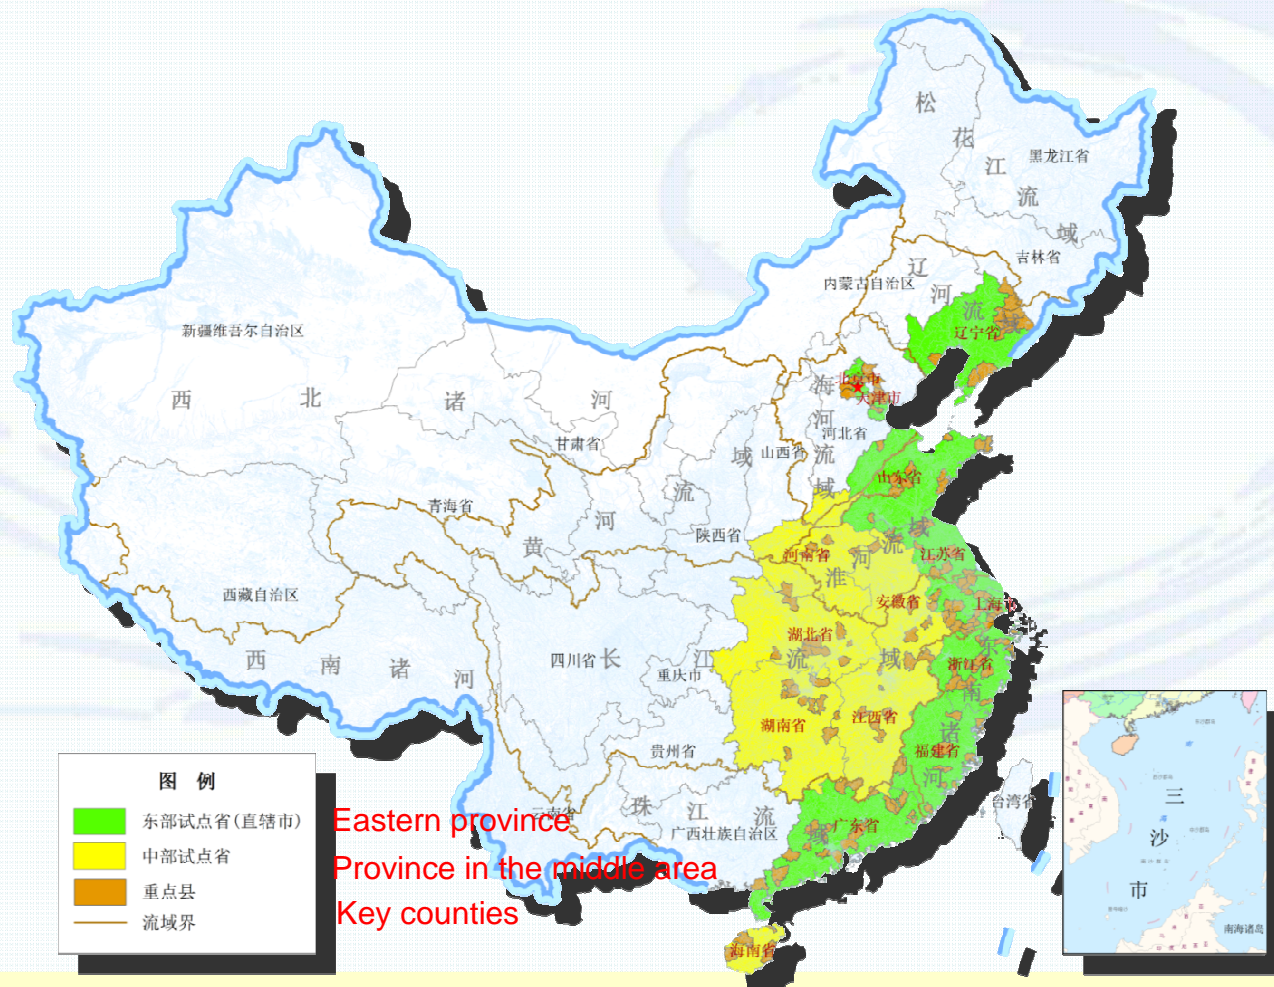 松
花
江
流
域
黑龙江省
吉林省
辽
河
流
域
内蒙古自治区
辽宁省
新疆维吾尔自治区
西
北
诸
河
北京市
天津市
海
河
流
域
河北省
甘肃省
山西省
山东省
青海省
黄
河
流
域
陕西省
河南省
淮
河
流
域
江苏省
西藏自治区
安徽省
上海市
湖北省
西
南
诸
河
四川省
长
江
流
域
重庆市
浙江省
东
南
诸
河
湖南省
江西省
贵州省
福建省
云南省
珠
江
流
域
广西壮族自治区
广东省
台湾省
海南省
三
沙
市
南海诸岛
图 例
东部试点省(直辖市)
Eastern province
中部试点省
Province in the middle area
重点县
Key counties
流域界